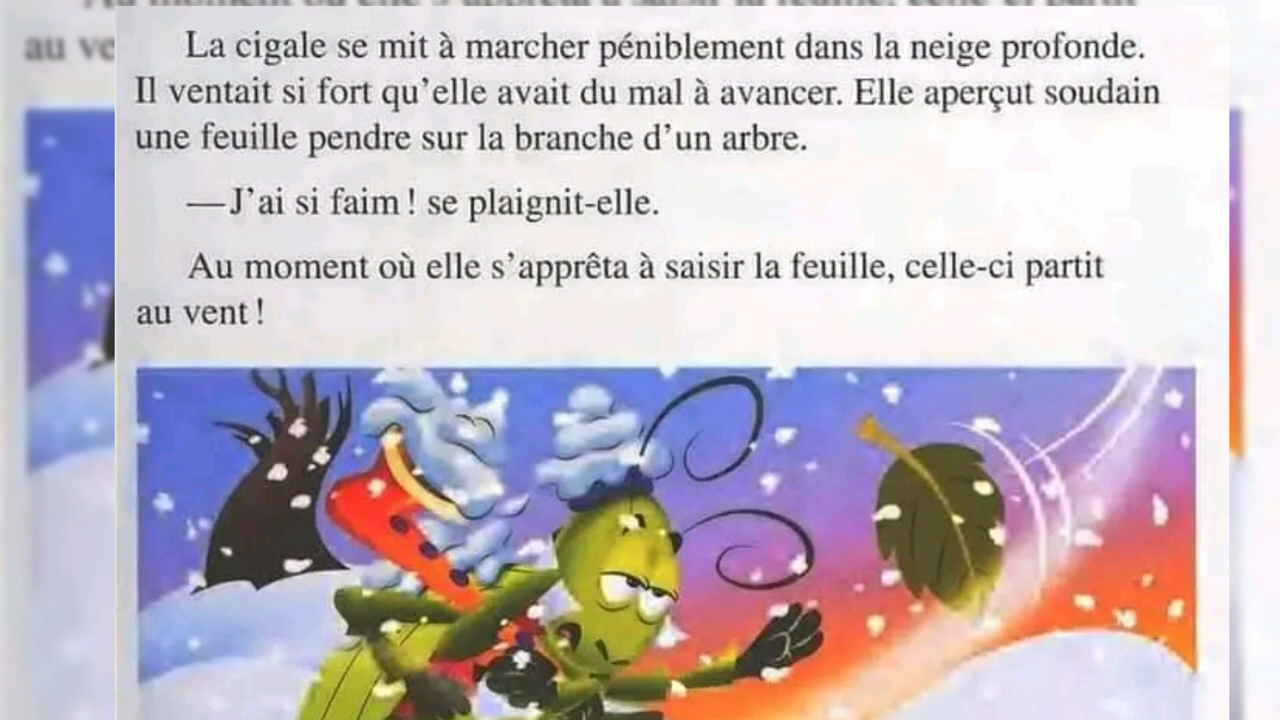 La cigale se mit à marcher péniblement dans la neige profonde.
Il ventait si fort qu'elle avait du mal à avancer. Elle aperçut soudain
une feuille pendre sur la branche d'un arbre.
—J'ai si faim ! se plaignit-elle.
Au moment où elle s'apprêta à saisir la feuille, celle-ci partit
au vent !